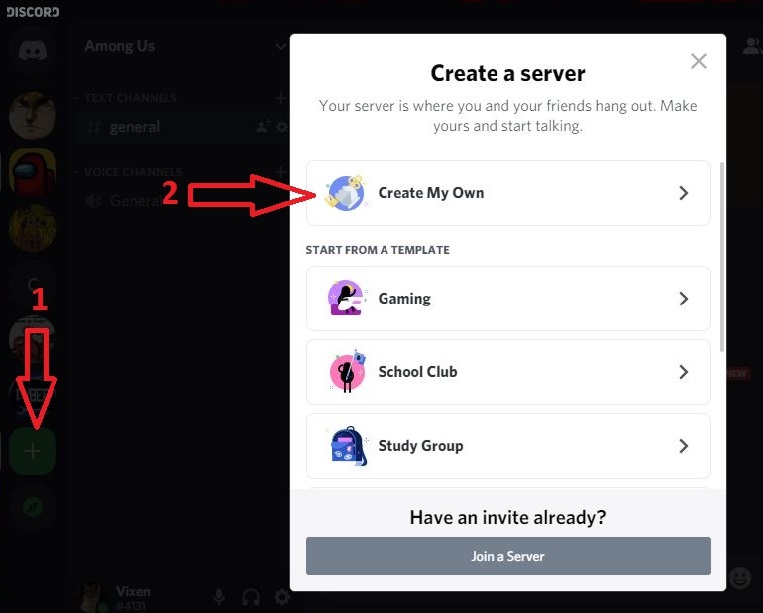 DISCORD
Among Us
TEXT CHANNELS
general
VOICE CHANNELS
General
C
1
2
Create a server
Your server is where you and your friends hang out. Make
yours and start talking.
Create My Own
START FROM A TEMPLATE
Gaming
School Club
Study Group
Have an invite already?
Join a Server
NEW
Vixen
#4131